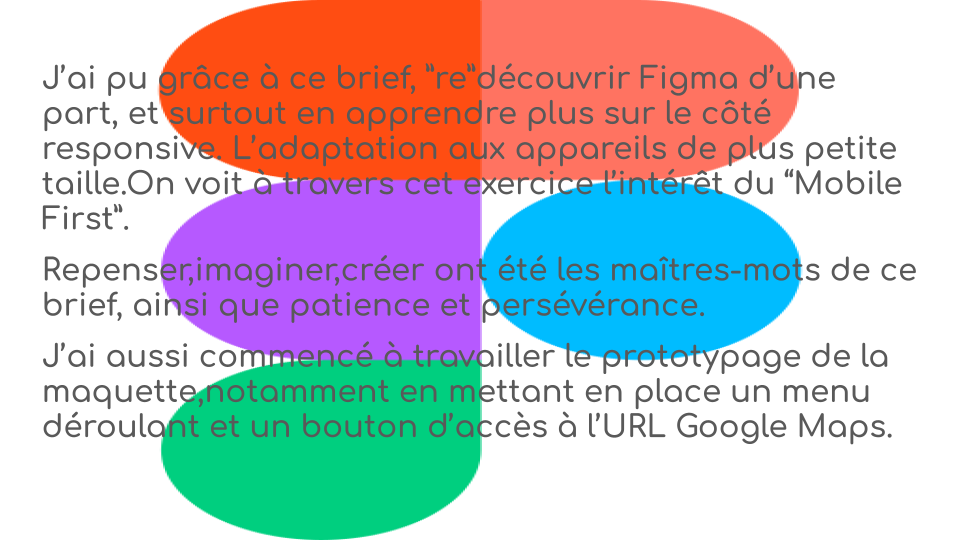 J’ai pu grâce à ce brief, ”re”découvrir Figma d’une
part, et surtout en apprendre plus sur le côté
responsive. L’adaptation aux appareils de plus petite
taille.On voit à travers cet exercice l’intérêt du “Mobile
First”.
Repenser,imaginer,créer ont été les maîtres-mots de ce
brief, ainsi que patience et persévérance.
J’ai aussi commencé à travailler le prototypage de la
maquette,notamment en mettant en place un menu
déroulant et un bouton d’accès à l’URL Google Maps.